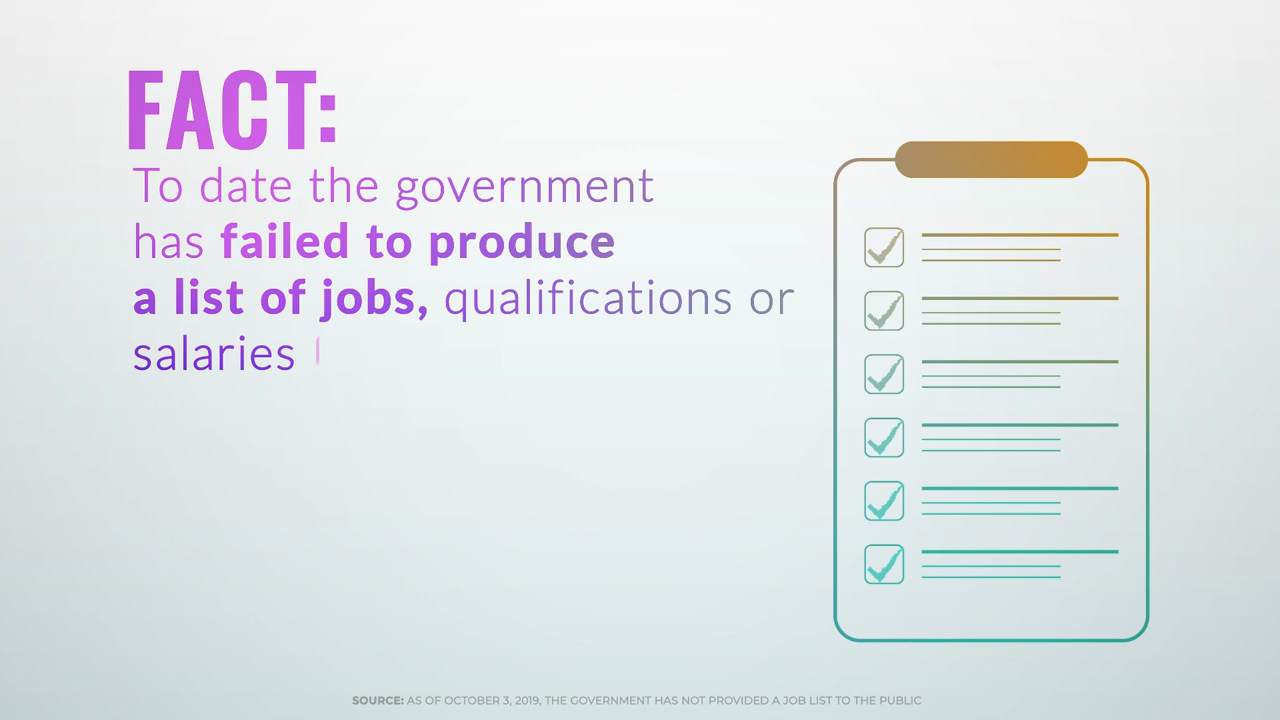 FACT:
To date the government
has failed to produce
a list of jobs, qualifications or
salaries
SOURCE: AS OF OCTOBER 3, 2019, THE GOVERNMENT HAS NOT PROVIDED A JOB LIST TO THE PUBLIC